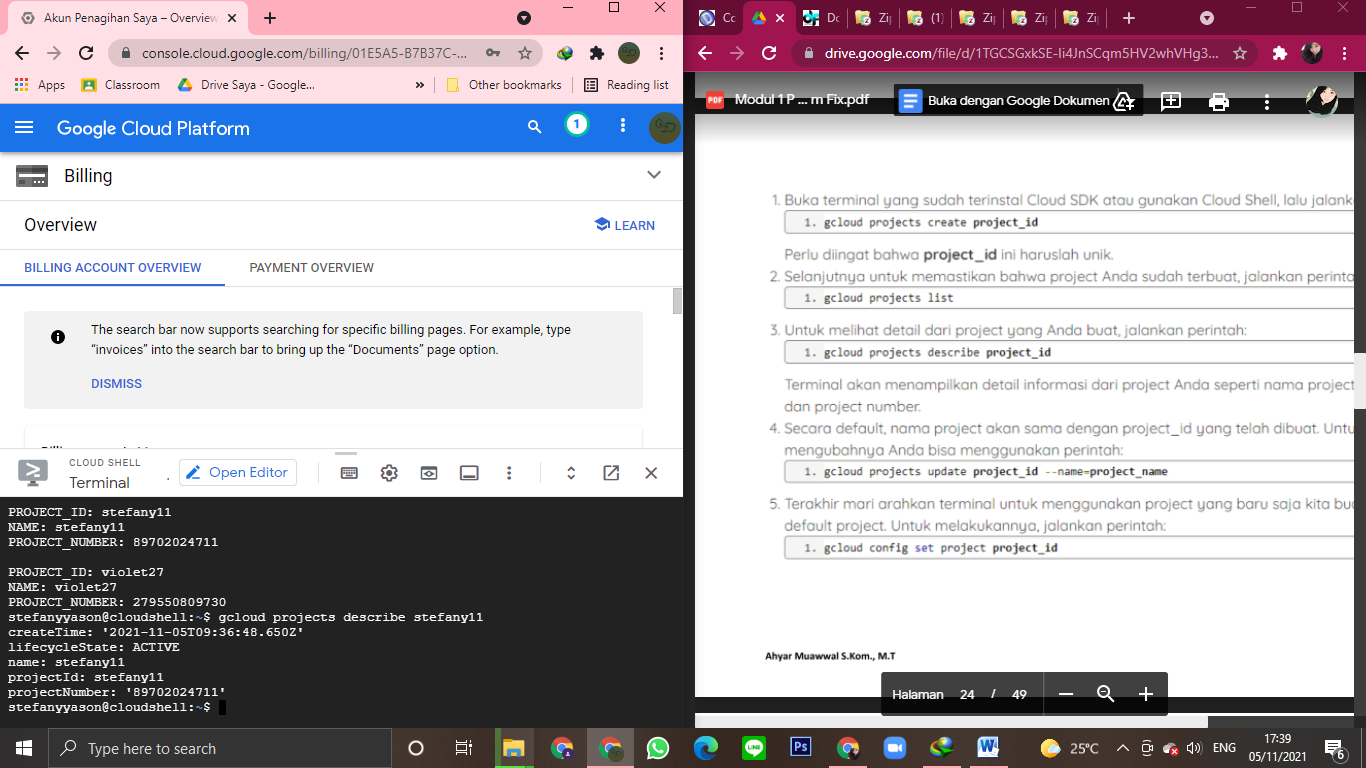 Akun Penagihan Saya – Overview
console.cloud.google.com/billing/01E5A5-B7B37C-...
Apps
Classroom
Drive Saya - Google...
»
Other bookmarks
Reading list
Google Cloud Platform
1
Billing
Overview
LEARN
BILLING ACCOUNT OVERVIEW
PAYMENT OVERVIEW
The search bar now supports searching for specific billing pages. For example, type
“invoices” into the search bar to bring up the “Documents” page option.
DISMISS
CLOUD SHELL
Terminal
Open Editor
PROJECT_ID: stefany11
NAME: stefany11
PROJECT_NUMBER: 89702024711
PROJECT_ID: violet27
NAME: violet27
PROJECT_NUMBER: 279550809730
stefanyyason@cloudshell:~$ gcloud projects describe stefany11
createTime: '2021-11-05T09:36:48.650Z'
lifecycleState: ACTIVE
name: stefany11
projectId: stefany11
projectNumber: '89702024711'
stefanyyason@cloudshell:~$
Cc
Dc
Zi
(1)
Zi
Zi
Zi
drive.google.com/file/d/1TGCSGxkSE-Ii4JnSCqm5HV2whVHg3...
PDF
Modul 1 P ... m Fix.pdf
Buka dengan Google Dokumen
1. Buka terminal yang sudah terinstal Cloud SDK atau gunakan Cloud Shell, lalu jalank
1. gcloud projects create project_id
Perlu diingat bahwa project_id ini haruslah unik.
2. Selanjutnya untuk memastikan bahwa project Anda sudah terbuat, jalankan perinta
1. gcloud projects list
3. Untuk melihat detail dari project yang Anda buat, jalankan perintah:
1. gcloud projects describe project_id
Terminal akan menampilkan detail informasi dari project Anda seperti nama project
dan project number.
4. Secara default, nama project akan sama dengan project_id yang telah dibuat. Untu
mengubahnya Anda bisa menggunakan perintah:
1. gcloud projects update project_id --name=project_name
5. Terakhir mari arahkan terminal untuk menggunakan project yang baru saja kita bua
default project. Untuk melakukannya, jalankan perintah:
1. gcloud config set project project_id
Ahyar Muawwal S.Kom., M.T
Halaman 24 / 49
Type here to search
LINE
Ps
W
25°C
ENG
17:39
05/11/2021
6